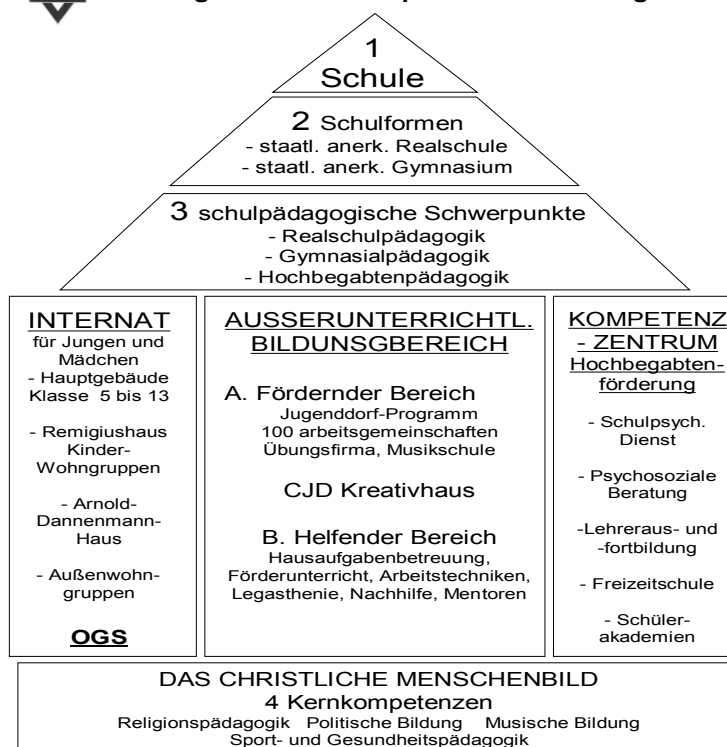 1
Schule
2 Schulformen
- staatl. anerk. Realschule
- staatl. anerk. Gymnasium
3 schulpädagogische Schwerpunkte
- Realschulpädagogik
- Gymnasialpädagogik
- Hochbegabtenpädagogik
INTERNAT
für Jungen und
Mädchen
- Hauptgebäude
Klasse 5 bis 13
- Remigiushaus
Kinder-
Wohngruppen
- Arnold-
Dannenmann-
Haus
- Außenwohn-
gruppen
OGS
AUSSERUNTERRICHTL.
BILDUNSGBEREICH
A. Fördernder Bereich
Jugenddorf-Programm
100 arbeitsgemeinschaften
Übungsfirma, Musikschule
CJD Kreativhaus
B. Helfender Bereich
Hausaufgabenbetreuung,
Förderunterricht, Arbeitstechniken,
Legasthenie, Nachhilfe, Mentoren
KOMPETENZ
- ZENTRUM
Hochbegabten-
förderung
- Schulpsych.
Dienst
- Psychosoziale
Beratung
-Lehreraus- und
-fortbildung
- Freizeitschule
- Schüler-
akademien
DAS CHRISTLICHE MENSCHENBILD
4 Kernkompetenzen
Religionspädagogik Politische Bildung Musische Bildung
Sport- und Gesundheitspädagogik